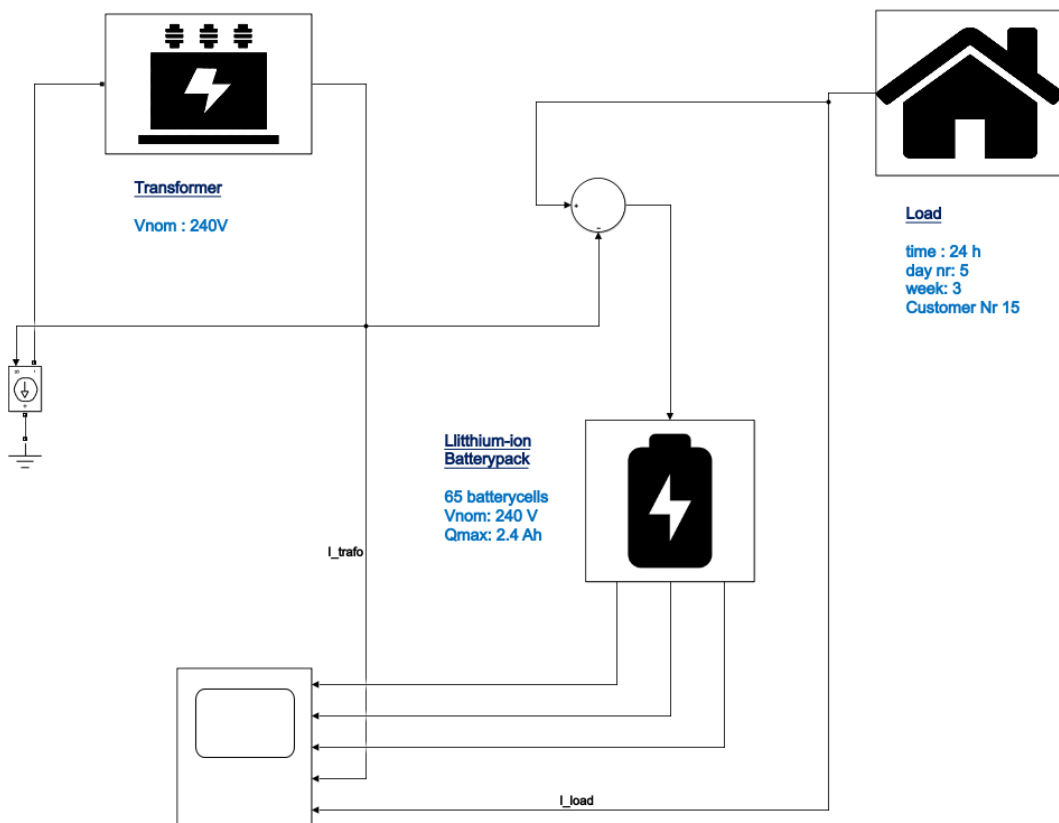 Transformer
Vnom : 240V
Load
time : 24 h
day nr: 5
week: 3
Customer Nr 15
Llitthium-ion
Batterypack
65 batterycells
Vnom: 240 V
Qmax: 2.4 Ah
I_trafo
I_load